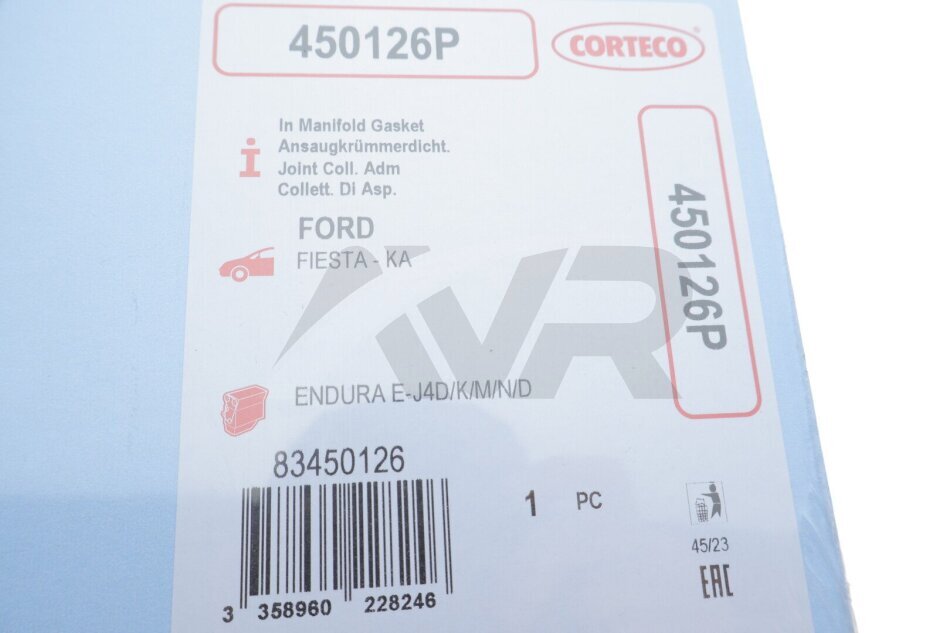 450126P
CORTECO
In Manifold Gasket
Ansaugkrümmerdicht.
Joint Coll. Adm
Collett. Di Asp.
FORD
FIESTA - KA
450126P
VR
ENDURA E-J4D/K/M/N/D
83450126
1 PC
45/23
EAC
3 358960 228246